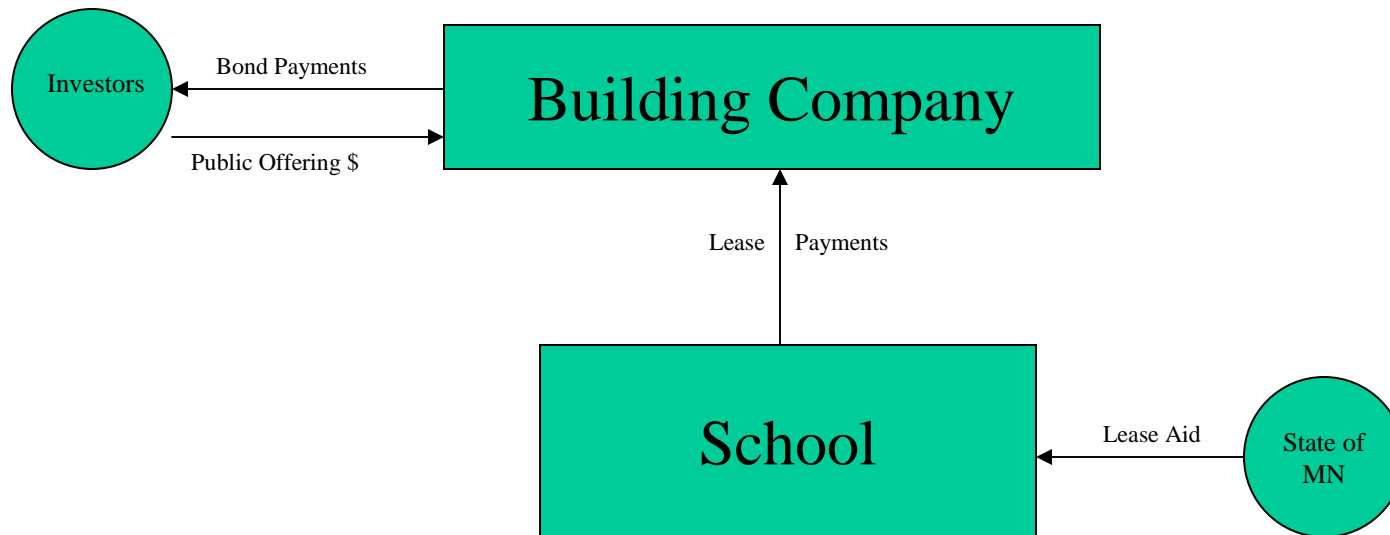 Investors
Bond Payments
Building Company
Public Offering $
Lease Payments
School
Lease Aid
State of
MN